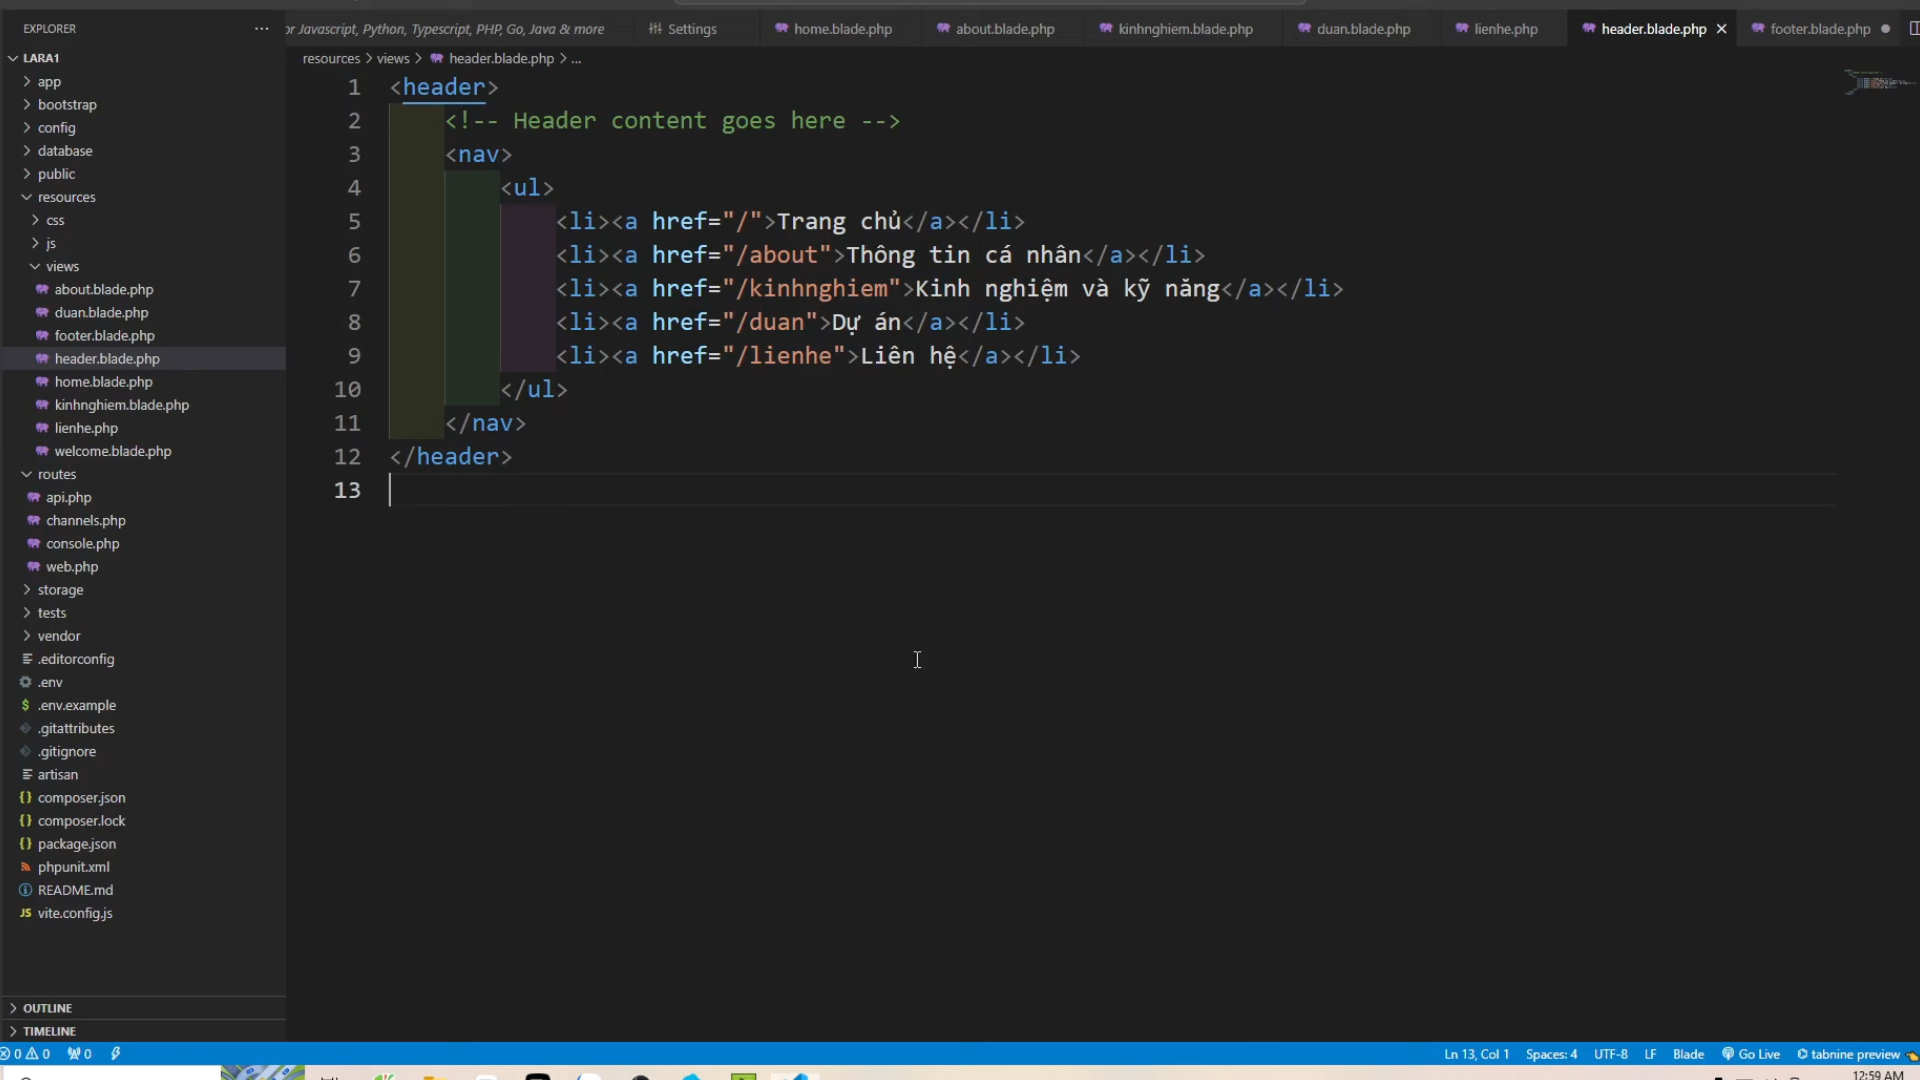 EXPLORER
or Javascript, Python, Typescript, PHP, Go, Java & more
Settings
home.blade.php
about.blade.php
kinhnghiem.blade.php
duan.blade.php
lienhe.php
header.blade.php
footer.blade.php
LARA1
resources > views > header.blade.php > ...
app
bootstrap
config
database
public
resources
css
js
views
about.blade.php
duan.blade.php
footer.blade.php
header.blade.php
home.blade.php
kinhnghiem.blade.php
lienhe.php
welcome.blade.php
routes
api.php
channels.php
console.php
web.php
storage
tests
vendor
.editorconfig
.env
.env.example
.gitattributes
.gitignore
artisan
composer.json
composer.lock
package.json
phpunit.xml
README.md
vite.config.js
OUTLINE
TIMELINE
1 <header>
2 <!-- Header content goes here -->
3 <nav>
4 <ul>
5 <li><a href="/">Trang chủ</a></li>
6 <li><a href="/about">Thông tin cá nhân</a></li>
7 <li><a href="/kinhnghiem">Kinh nghiệm và kỹ năng</a></li>
8 <li><a href="/duan">Dự án</a></li>
9 <li><a href="/lienhe">Liên hệ</a></li>
10 </ul>
11 </nav>
12 </header>
13
0 0 0
Ln 13, Col 1 Spaces: 4 UTF-8 LF Blade Go Live tabnine preview
12:59 AM